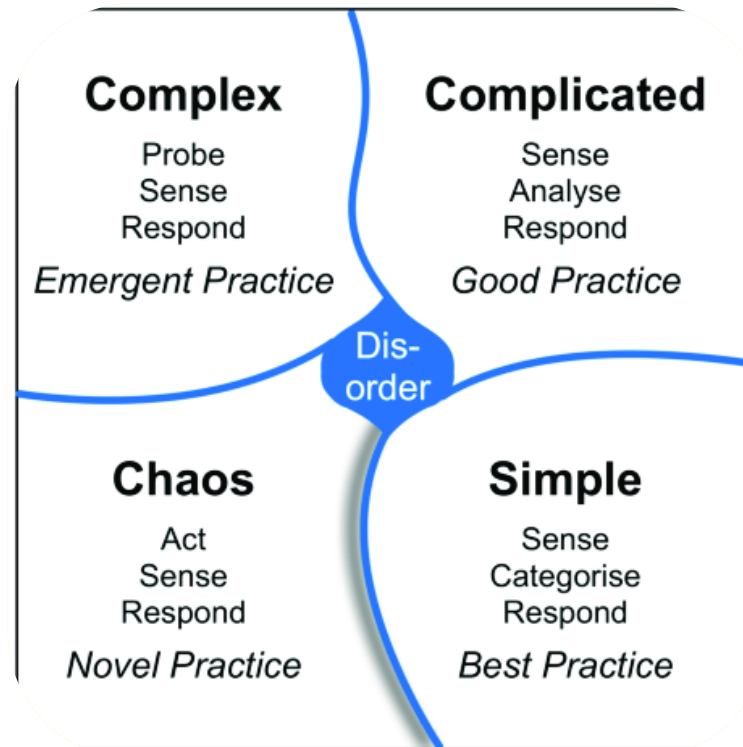 Complex
Probe
Sense
Respond
Emergent Practice
Complicated
Sense
Analyse
Respond
Good Practice
Dis-
order
Chaos
Act
Sense
Respond
Novel Practice
Simple
Sense
Categorise
Respond
Best Practice